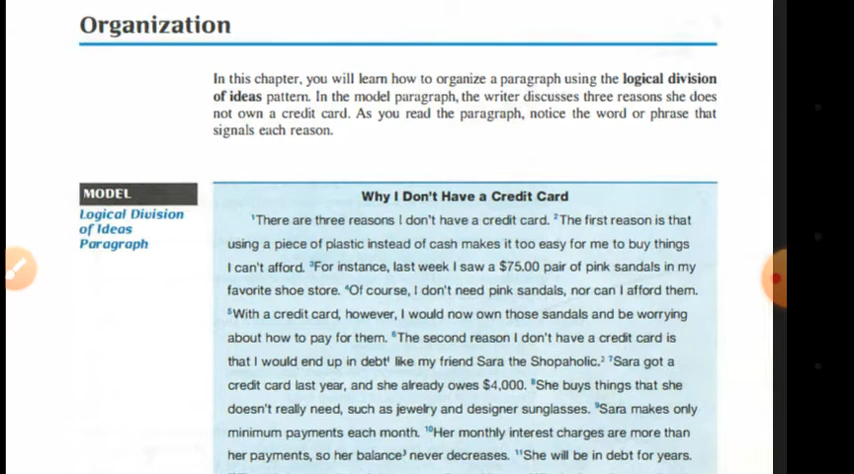 Organization
In this chapter, you will learn how to organize a paragraph using the logical division
of ideas pattern. In the model paragraph, the writer discusses three reasons she does
not own a credit card. As you read the paragraph, notice the word or phrase that
signals each reason.
MODEL
Logical Division
of Ideas
Paragraph
Why I Don't Have a Credit Card
¹There are three reasons I don't have a credit card. ²The first reason is that
using a piece of plastic instead of cash makes it too easy for me to buy things
I can't afford. ³For instance, last week I saw a $75.00 pair of pink sandals in my
favorite shoe store. ⁴Of course, I don't need pink sandals, nor can I afford them.
⁵With a credit card, however, I would now own those sandals and be worrying
about how to pay for them. ⁶The second reason I don't have a credit card is
that I would end up in debt¹ like my friend Sara the Shopaholic.² ⁷Sara got a
credit card last year, and she already owes $4,000. ⁸She buys things that she
doesn't really need, such as jewelry and designer sunglasses. ⁹Sara makes only
minimum payments each month. ¹⁰Her monthly interest charges are more than
her payments, so her balance³ never decreases. ¹¹She will be in debt for years.